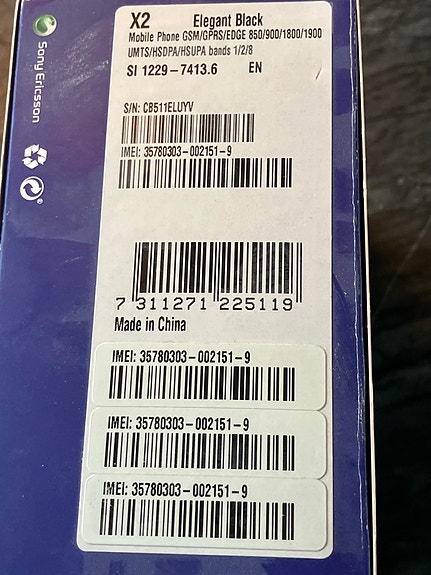 Sony Ericsson
X2 Elegant Black
Mobile Phone GSM/GPRS/EDGE 850/900/1800/1900
UMTS/HSDPA/HSUPA bands 1/2/8
SI 1229-7413.6 EN
S/N: CB511ELUYV
IMEI: 35780303-002151-9
7 311271 225119
Made in China
IMEI: 35780303-002151-9
IMEI: 35780303-002151-9
IMEI: 35780303-002151-9